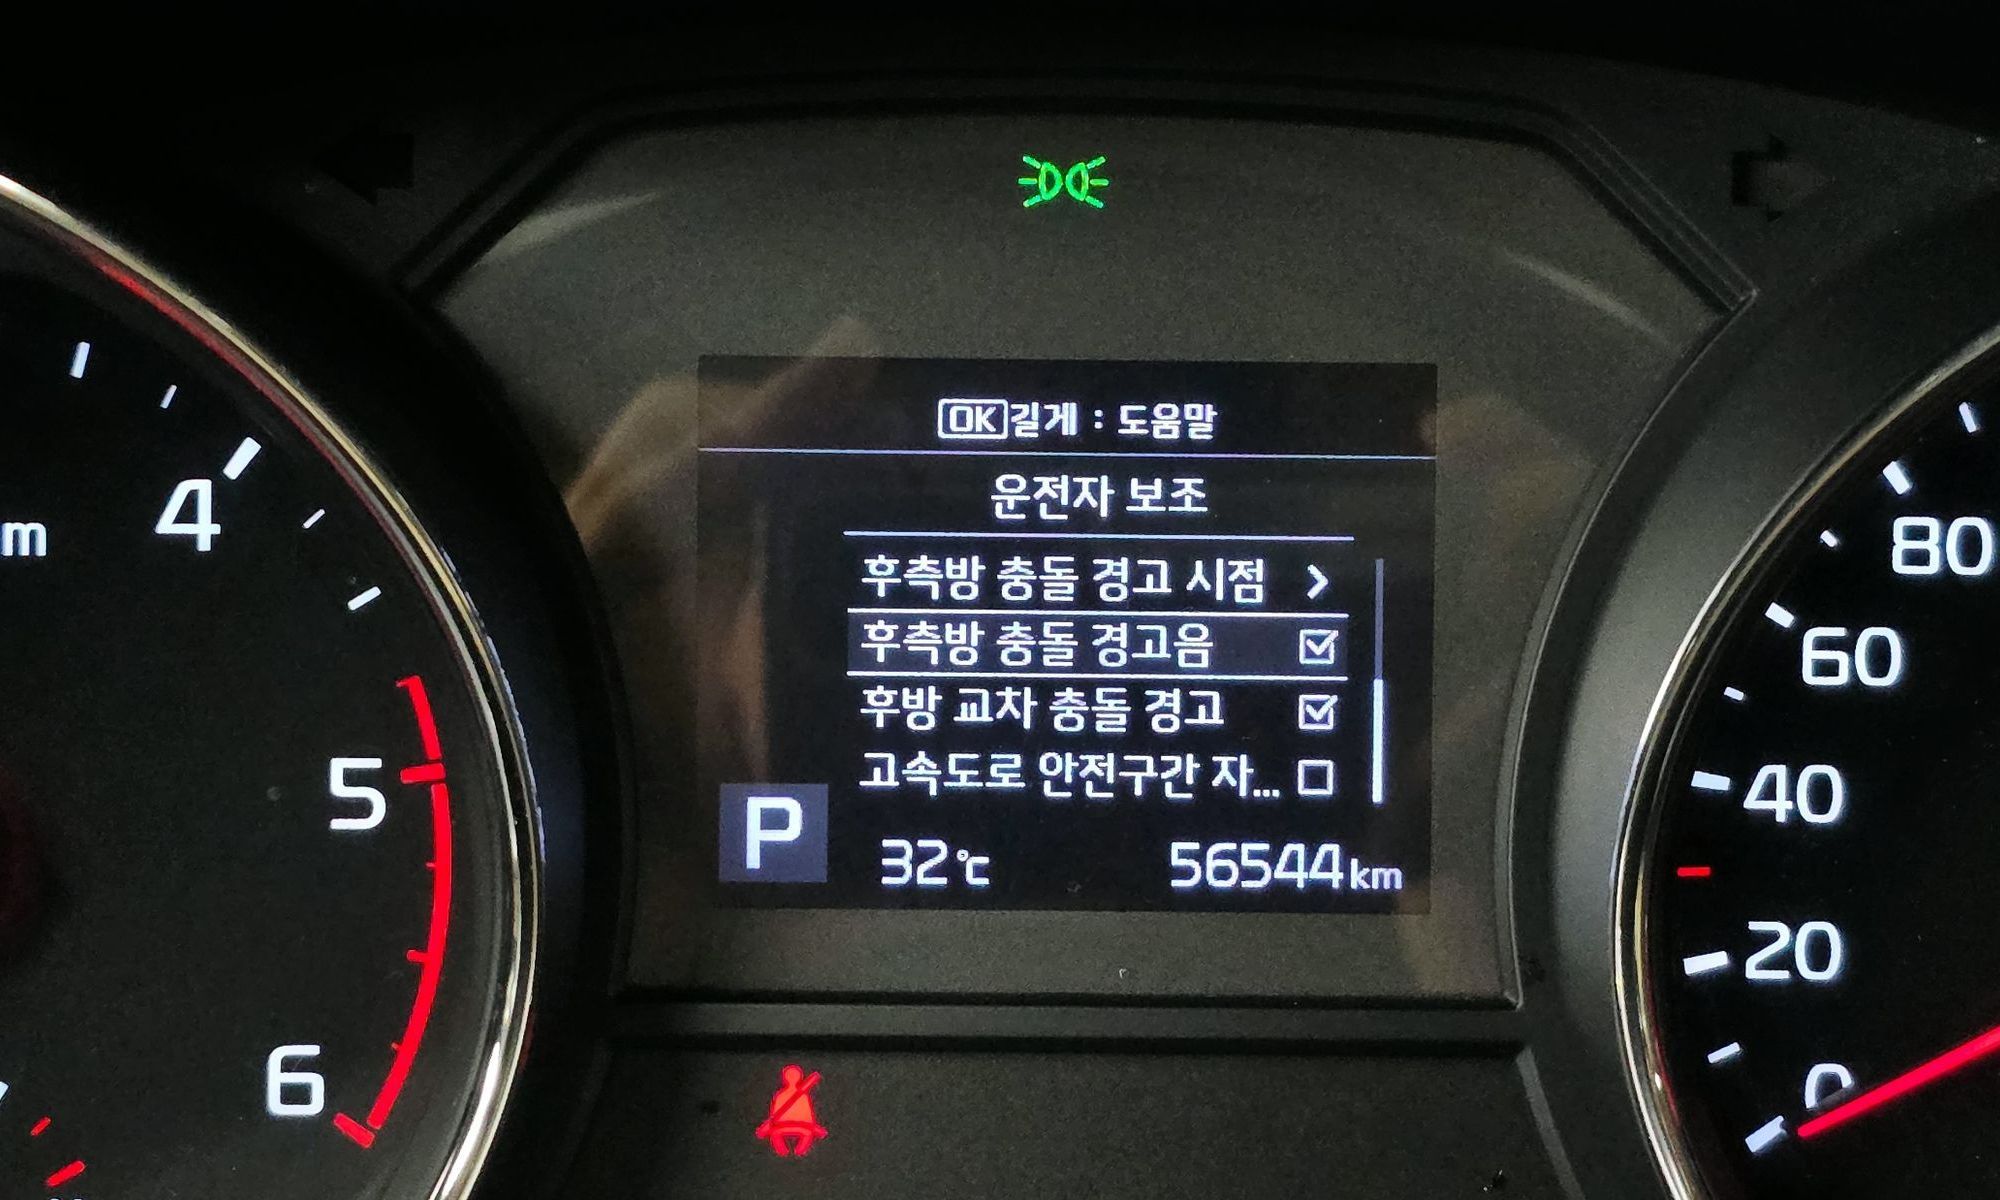 OK길게 : 도움말
운전자 보조
후측방 충돌 경고 시점 >
후측방 충돌 경고음
후방 교차 충돌 경고
고속도로 안전구간 자...
P 32℃ 56544km
m
4
5
6
80
60
40
20
0